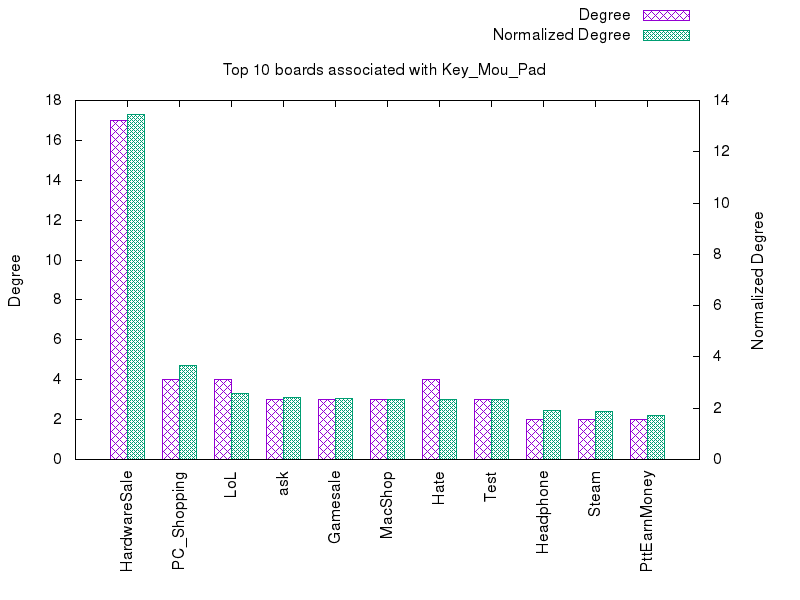 Degree
Normalized Degree
Top 10 boards associated with Key_Mou_Pad
18
16
14
12
10
8
6
4
2
0
14
12
10
8
6
4
2
0
Degree
Normalized Degree
HardwareSale
PC_Shopping
LoL
ask
Gamesale
MacShop
Hate
Test
Headphone
Steam
PttEarnMoney